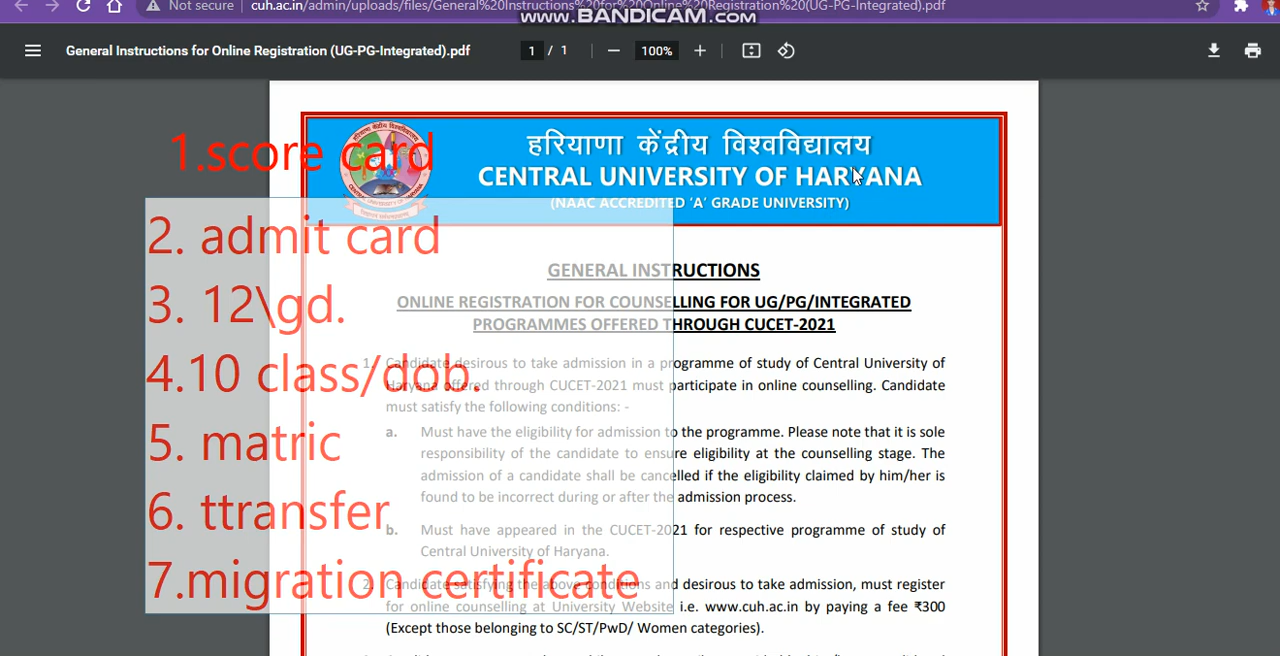 Not secure | cuh.ac.in/admin/uploads/files/General%20Instructions%20for%20Online%20Registration%20(UG-PG-Integrated).pdf
www.BANDICAM.com
General Instructions for Online Registration (UG-PG-Integrated).pdf
1 / 1
100%
हरियाणा केंद्रीय विश्वविद्यालय
CENTRAL UNIVERSITY OF HARYANA
(NAAC ACCREDITED ‘A’ GRADE UNIVERSITY)
1.score card
2. admit card
3. 12\gd.
4.10 class/dob.
5. matric
6. ttransfer
7.migration certificate
GENERAL INSTRUCTIONS
ONLINE REGISTRATION FOR COUNSELLING FOR UG/PG/INTEGRATED
PROGRAMMES OFFERED THROUGH CUCET-2021
1. Candidate desirous to take admission in a programme of study of Central University of
Haryana offered through CUCET-2021 must participate in online counselling. Candidate
must satisfy the following conditions: -
a. Must have the eligibility for admission to the programme. Please note that it is sole
responsibility of the candidate to ensure eligibility at the counselling stage. The
admission of a candidate shall be cancelled if the eligibility claimed by him/her is
found to be incorrect during or after the admission process.
b. Must have appeared in the CUCET-2021 for respective programme of study of
Central University of Haryana.
2. Candidate satisfying the above conditions and desirous to take admission, must register
for online counselling at University Website i.e. www.cuh.ac.in by paying a fee ₹300
(Except those belonging to SC/ST/PwD/ Women categories).